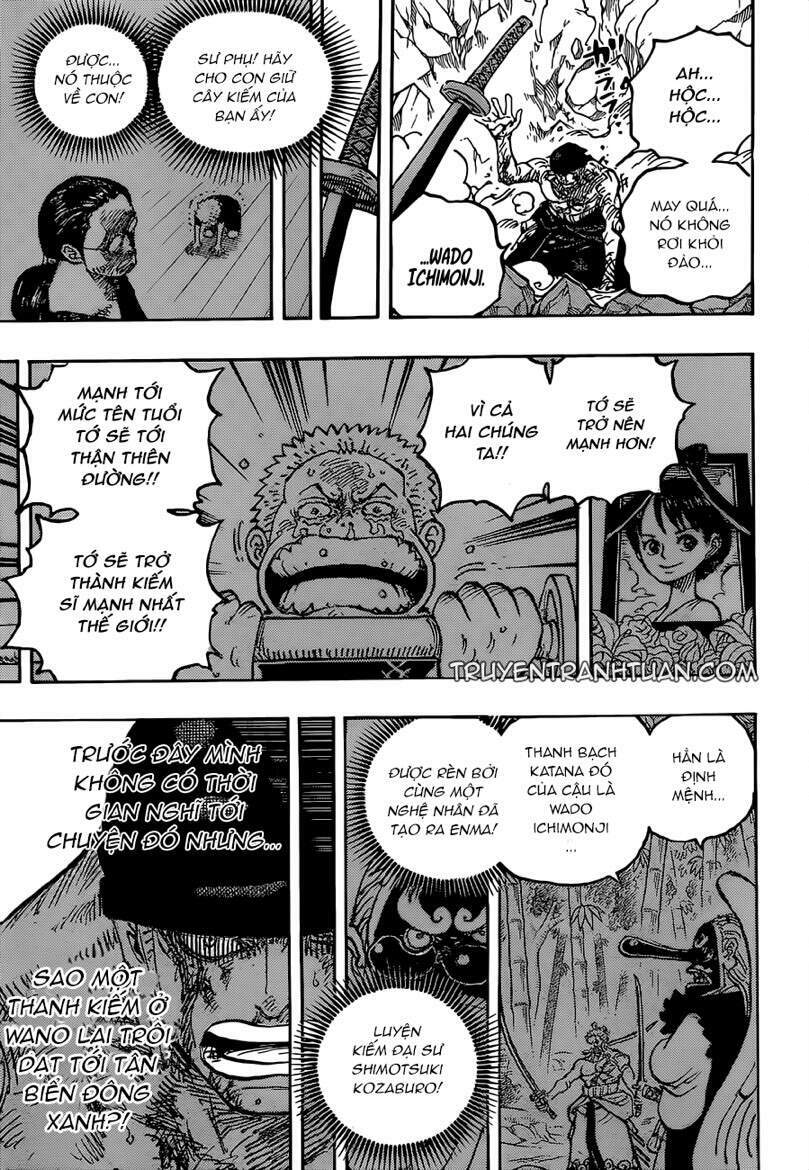 AH...
HỘC...
HỘC...
MAY QUÁ...
NÓ KHÔNG
RƠI KHỎI
ĐẢO...
...WADO
ICHIMONJI.
SƯ PHỤ! HÃY
CHO CON GIỮ
CÂY KIẾM CỦA
BẠN ẤY!
ĐƯỢC...
NÓ THUỘC
VỀ CON!
TỚ SẼ
TRỞ NÊN
MẠNH HƠN!
VÌ CẢ
HAI CHÚNG
TA!!
MẠNH TỚI
MỨC TÊN TUỔI
TỚ SẼ TỚI
THẬN THIÊN
ĐƯỜNG!!
TỚ SẼ TRỞ
THÀNH KIẾM
SĨ MẠNH NHẤT
THẾ GIỚI!!
TRUYENTRANHTUAN.COM
HẲN LÀ
ĐỊNH
MỆNH...
THANH BẠCH
KATANA ĐÓ
CỦA CẬU LÀ
WADO
ICHIMONJI
...
ĐƯỢC RÈN BỞI
CÙNG MỘT
NGHỆ NHÂN ĐÃ
TẠO RA ENMA!
LUYỆN
KIẾM ĐẠI SƯ
SHIMOTSUKI
KOZABURO!
TRƯỚC ĐÂY MÌNH
KHÔNG CÓ THỜI
GIAN NGHĨ TỚI
CHUYỆN ĐÓ NHƯNG...
SAO MỘT
THANH KIẾM Ở
WANO LẠI TRÔI
DẠT TỚI TẬN
BIỂN ĐÔNG
XANH?!